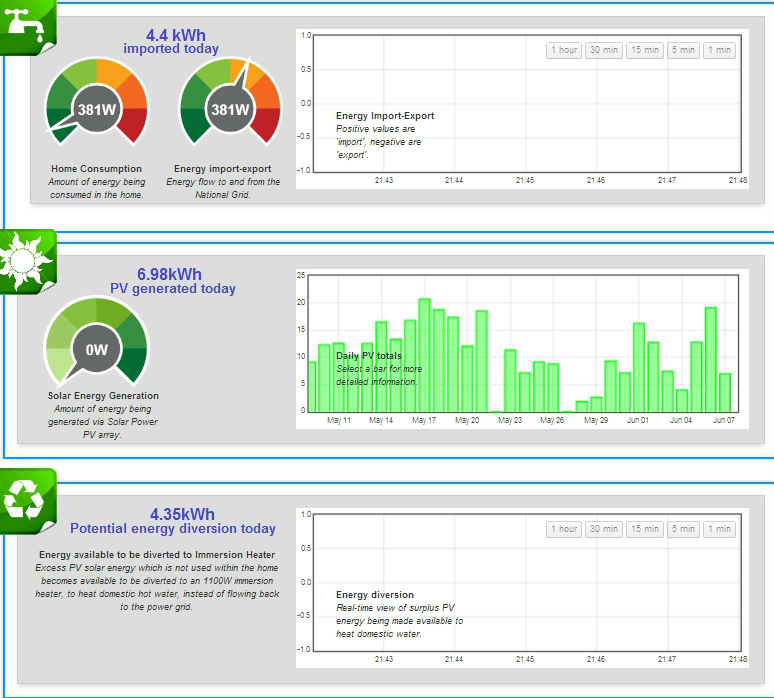 4.4 kWh
imported today
381W
381W
Home Consumption
Amount of energy being
consumed in the home.
Energy import-export
Energy flow to and from the
National Grid.
1 hour 30 min 15 min 5 min 1 min
1.0
0.5
0.0
-0.5
-1.0
Energy Import-Export
Positive values are
'import', negative are
'export'.
21:43 21:44 21:45 21:46 21:47 21:48
6.98kWh
PV generated today
0W
Solar Energy Generation
Amount of energy being
generated via Solar Power
PV array.
25
20
15
10
5
0
Daily PV totals
Select a bar for more
detailed information.
May 11 May 14 May 17 May 20 May 23 May 26 May 29 Jun 01 Jun 04 Jun 07
4.35kWh
Potential energy diversion today
Energy available to be diverted to Immersion Heater
Excess PV solar energy which is not used within the home
becomes available to be diverted to an 1100W immersion
heater, to heat domestic hot water, instead of flowing back
to the power grid.
1 hour 30 min 15 min 5 min 1 min
1.0
0.5
0.0
-0.5
-1.0
Energy diversion
Real-time view of surplus PV
energy being made available to
heat domestic water.
21:43 21:44 21:45 21:46 21:47 21:48